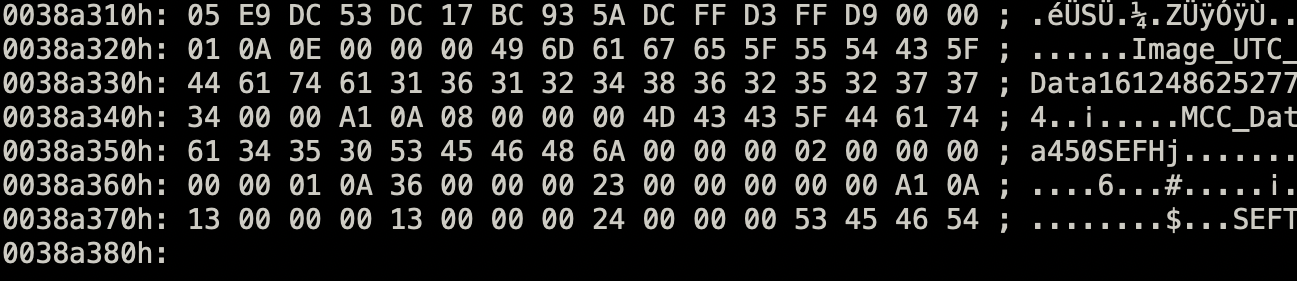 0038a310h: 05 E9 DC 53 DC 17 BC 93 5A DC FF D3 FF D9 00 00 ; .éÜSÜ.¼.ZÜÿÓÿÙ..
0038a320h: 01 0A 0E 00 00 00 49 6D 61 67 65 5F 55 54 43 5F ; ......Image_UTC_
0038a330h: 44 61 74 61 31 36 31 32 34 38 36 32 35 32 37 37 ; Data161248625277
0038a340h: 34 00 00 A1 0A 08 00 00 00 4D 43 43 5F 44 61 74 ; 4..¡.....MCC_Dat
0038a350h: 61 34 35 30 53 45 46 48 6A 00 00 00 02 00 00 00 ; a450SEFHj.......
0038a360h: 00 00 01 0A 36 00 00 00 23 00 00 00 00 00 A1 0A ; ....6...#.....¡.
0038a370h: 13 00 00 00 13 00 00 00 24 00 00 00 53 45 46 54 ; ........$...SEFT
0038a380h: